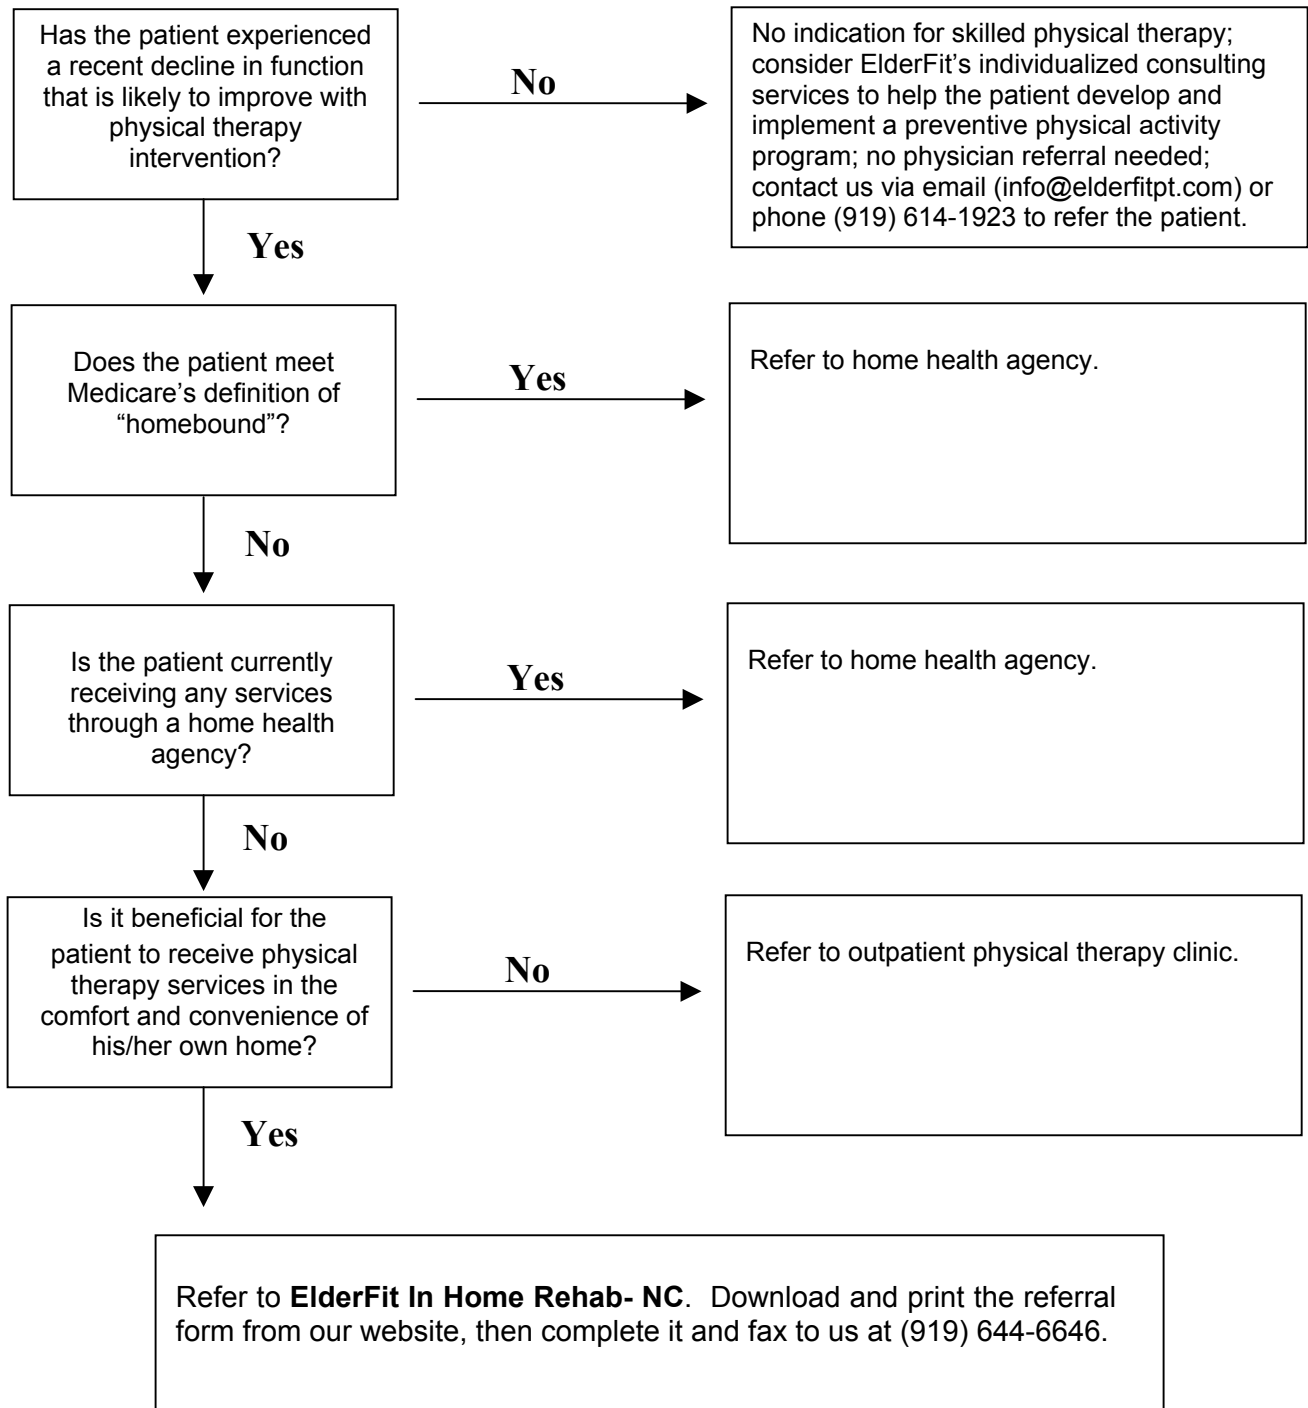 Has the patient experienced
a recent decline in function
that is likely to improve with
physical therapy
intervention?
No
No indication for skilled physical therapy;
consider ElderFit’s individualized consulting
services to help the patient develop and
implement a preventive physical activity
program; no physician referral needed;
contact us via email (info@elderfitpt.com) or
phone (919) 614-1923 to refer the patient.
Yes
Does the patient meet
Medicare’s definition of
“homebound”?
Yes
Refer to home health agency.
No
Is the patient currently
receiving any services
through a home health
agency?
Yes
Refer to home health agency.
No
Is it beneficial for the
patient to receive physical
therapy services in the
comfort and convenience of
his/her own home?
No
Refer to outpatient physical therapy clinic.
Yes
Refer to ElderFit In Home Rehab- NC. Download and print the referral
form from our website, then complete it and fax to us at (919) 644-6646.